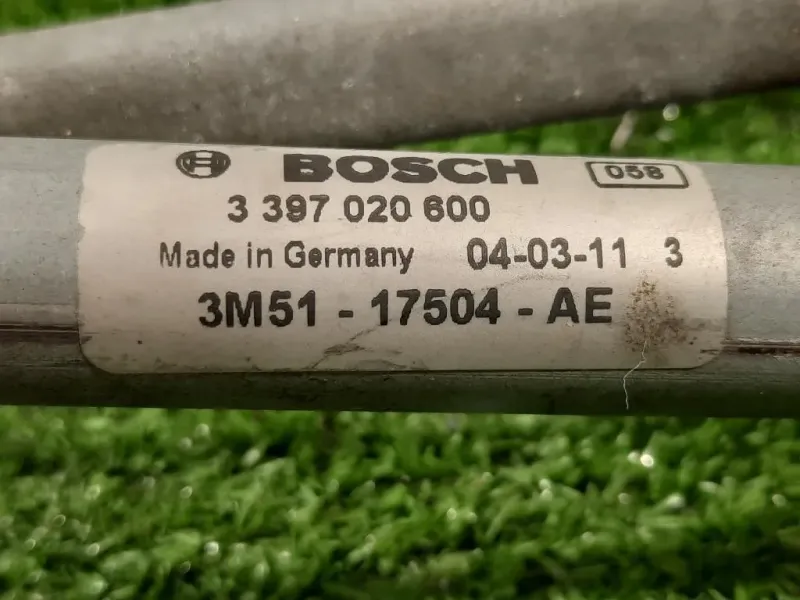 BOSCH 058
3 397 020 600
Made in Germany 04-03-11 3
3M51 - 17504 - AE